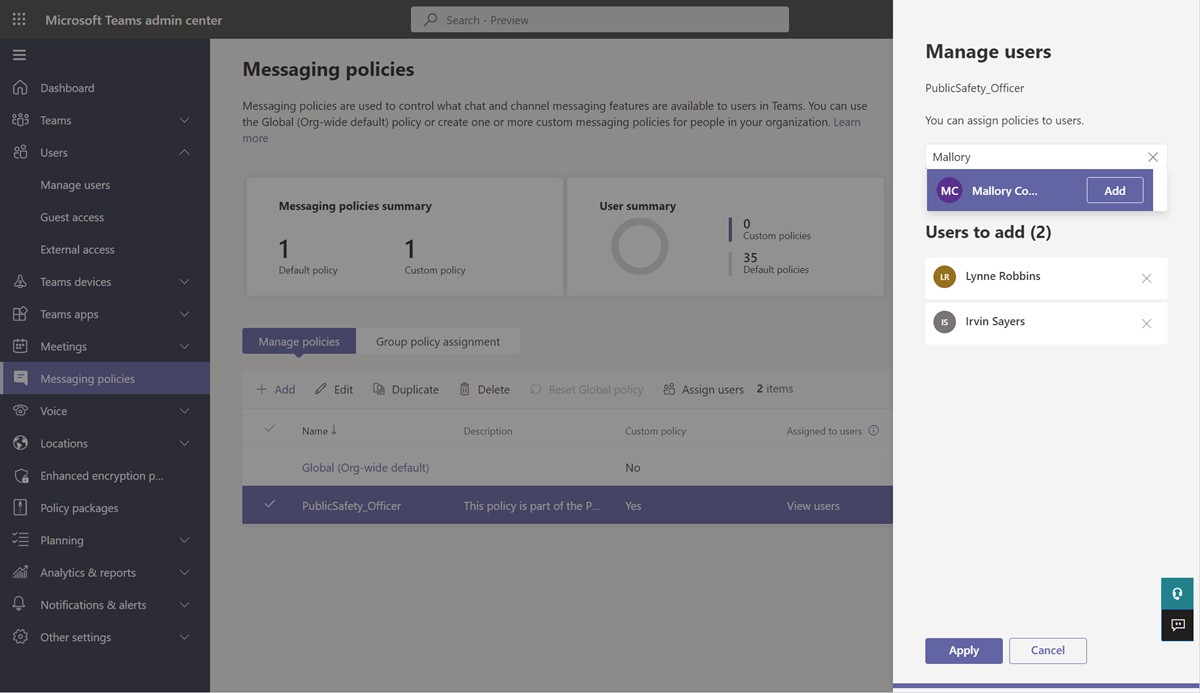 Microsoft Teams admin center
Search - Preview
Dashboard
Teams
Users
Manage users
Guest access
External access
Teams devices
Teams apps
Meetings
Messaging policies
Voice
Locations
Enhanced encryption p...
Policy packages
Planning
Analytics & reports
Notifications & alerts
Other settings
Messaging policies
Messaging policies are used to control what chat and channel messaging features are available to users in Teams. You can use
the Global (Org-wide default) policy or create one or more custom messaging policies for people in your organization. Learn
more
Messaging policies summary
1 1
Default policy Custom policy
User summary
0
Custom policies
35
Default policies
Manage policies Group policy assignment
Add Edit Duplicate Delete Reset Global policy Assign users 2 items
Name ↓ Description Custom policy Assigned to users
Global (Org-wide default) No
PublicSafety_Officer This policy is part of the P... Yes View users
Manage users
PublicSafety_Officer
You can assign policies to users.
Mallory
MC Mallory Co... Add
Users to add (2)
LR Lynne Robbins
IS Irvin Sayers
Apply Cancel